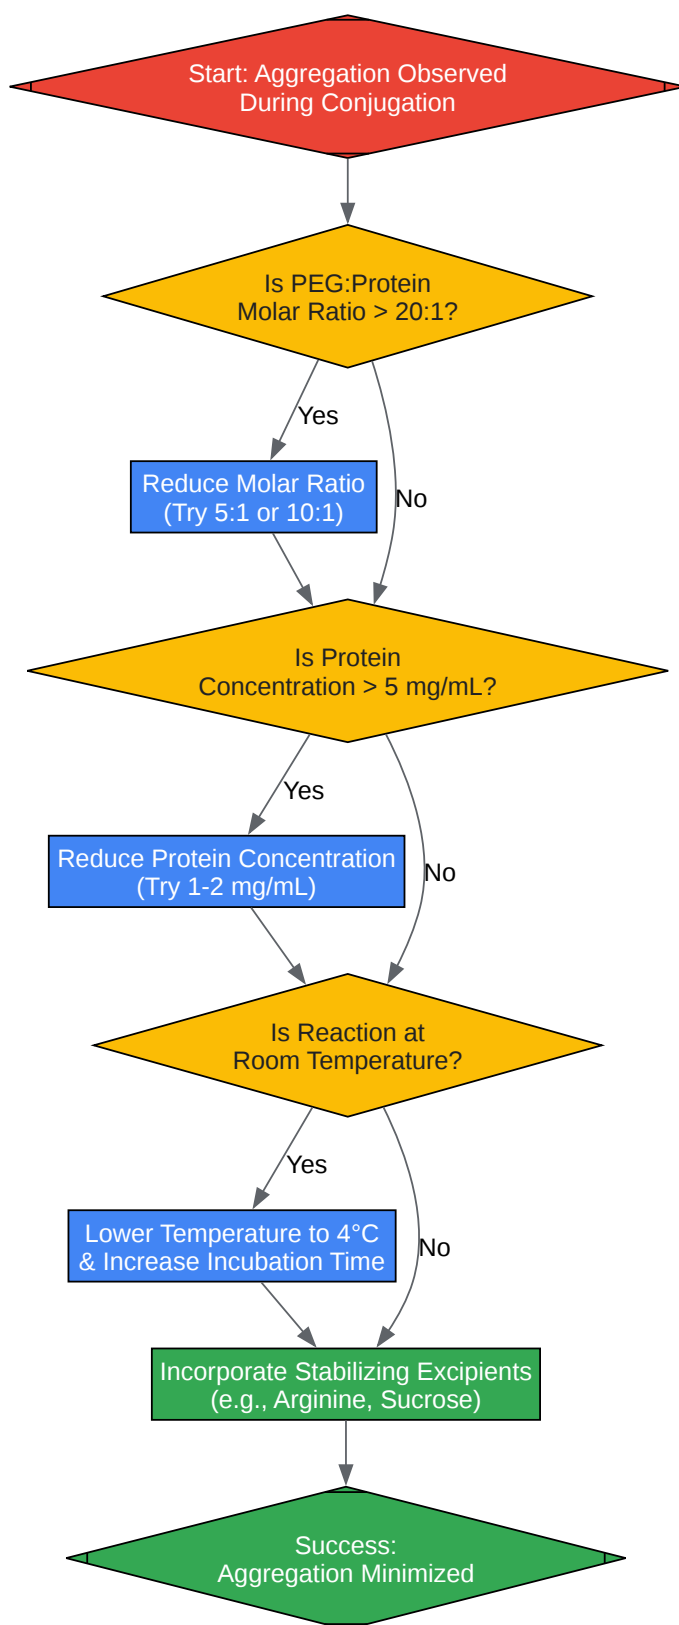 Start: Aggregation Observed
During Conjugation
Is PEG:Protein
Molar Ratio > 20:1?
Yes
Reduce Molar Ratio
(Try 5:1 or 10:1)
No
Is Protein
Concentration > 5 mg/mL?
Yes
Reduce Protein Concentration
(Try 1-2 mg/mL)
No
Is Reaction at
Room Temperature?
Yes
Lower Temperature to 4°C
& Increase Incubation Time
No
Incorporate Stabilizing Excipients
(e.g., Arginine, Sucrose)
Success:
Aggregation Minimized